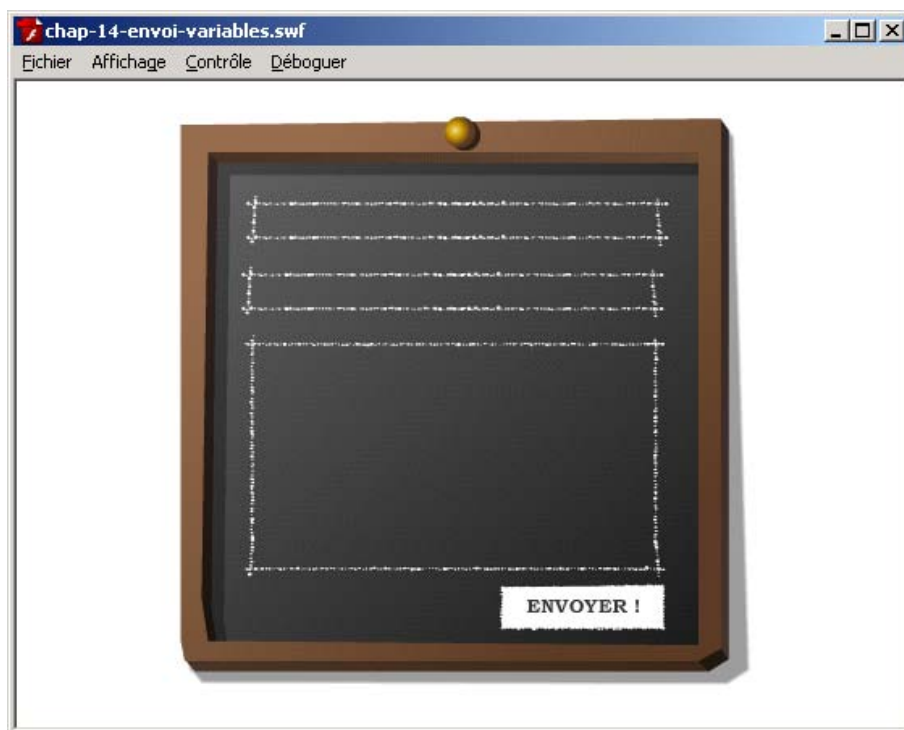 chap-14-envoi-variables.swf
Fichier Affichage Contrôle Déboguer
ENVOYER !